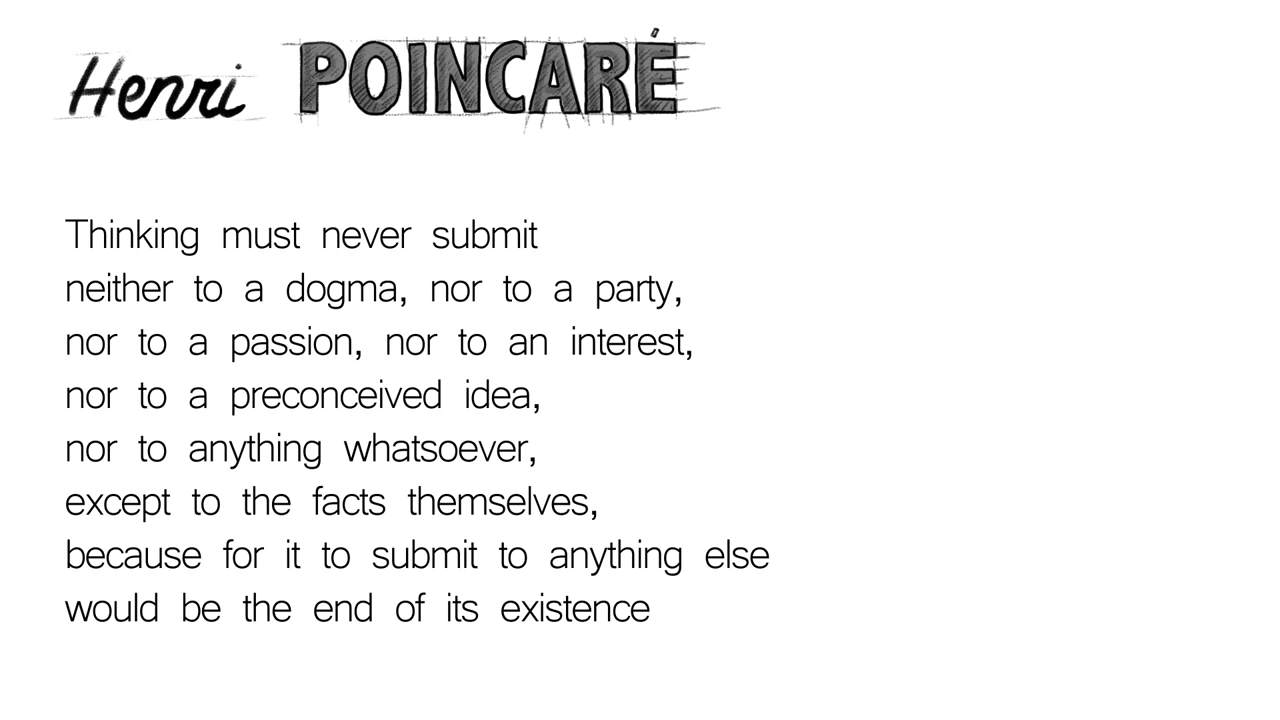 Henri POINCARÉ
Thinking must never submit
neither to a dogma, nor to a party,
nor to a passion, nor to an interest,
nor to a preconceived idea,
nor to anything whatsoever,
except to the facts themselves,
because for it to submit to anything else
would be the end of its existence